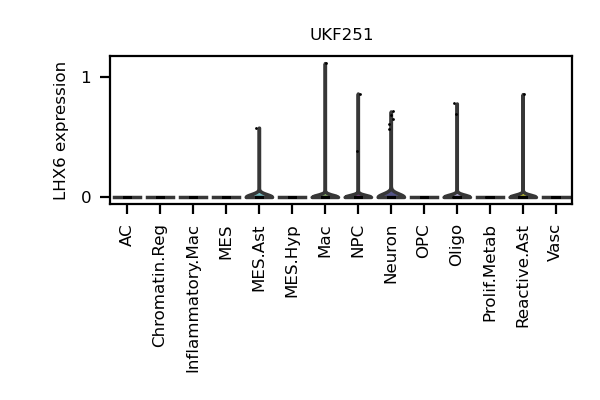 UKF251
LHX6 expression
1
0
AC
Chromatin.Reg
Inflammatory.Mac
MES
MES.Ast
MES.Hyp
Mac
NPC
Neuron
OPC
Oligo
Prolif.Metab
Reactive.Ast
Vasc